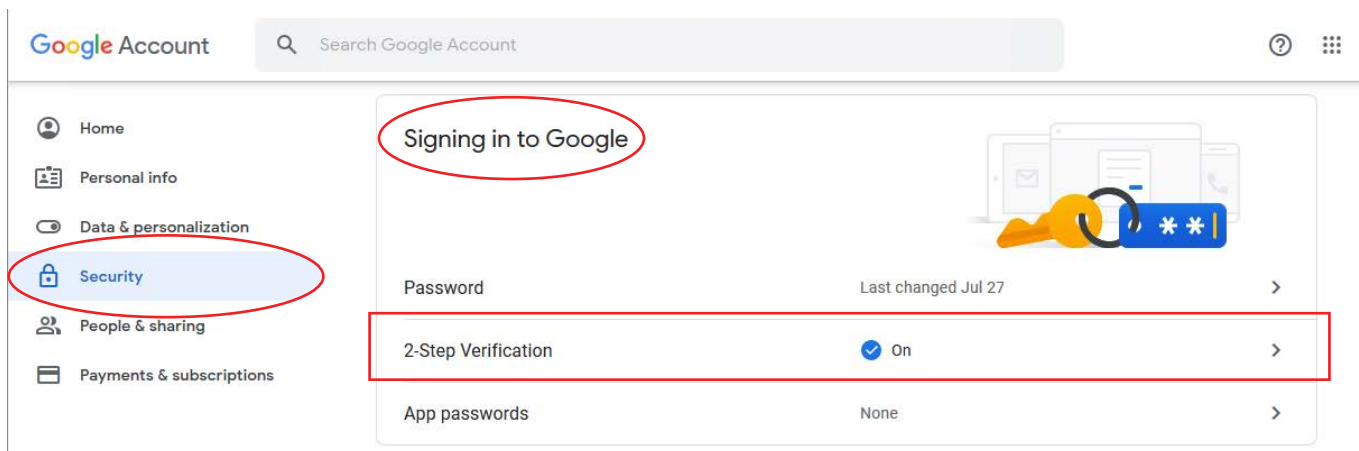 Google Account
Search Google Account
Home
Personal info
Data & personalization
Security
People & sharing
Payments & subscriptions
Signing in to Google
**
Password Last changed Jul 27
2-Step Verification On
App passwords None